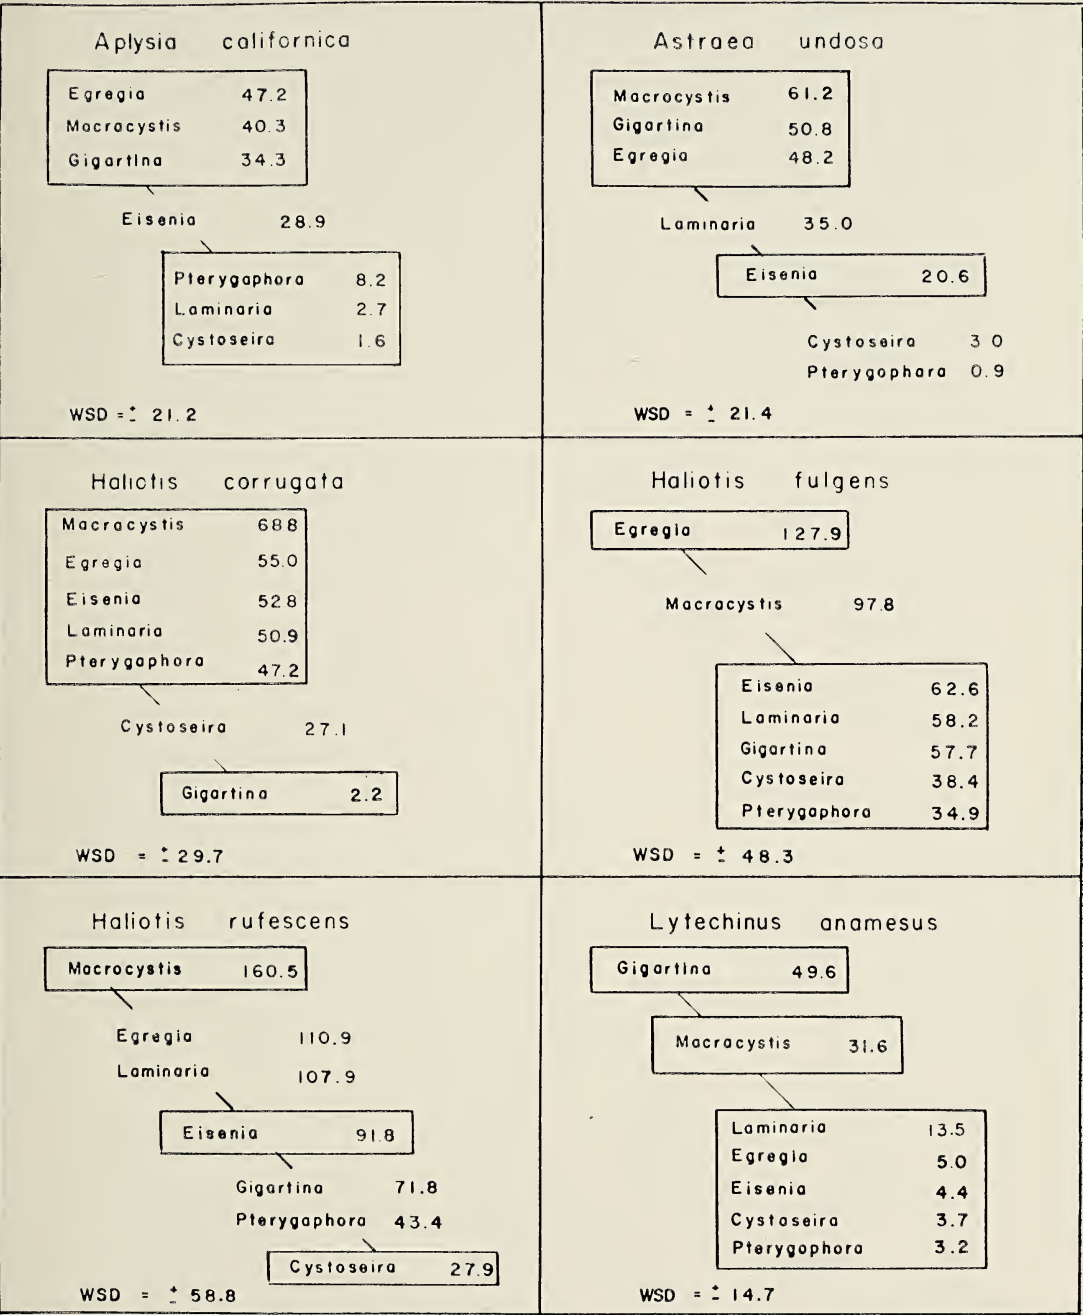 Aplysia californica
Egregia 47.2
Macracystis 40.3
Gigartina 34.3
Eisenia 28.9
Pterygaphora 8.2
Laminaria 2.7
Cystoseira 1.6
WSD = ± 21.2
Astraea undosa
Macrocystis 61.2
Gigartina 50.8
Egregia 48.2
Laminaria 35.0
Eisenia 20.6
Cystoseira 3 0
Pterygophara 0.9
WSD = ± 21.4
Haliotis corrugata
Macracystis 68 8
Egregia 55.0
Eisenia 52 8
Laminaria 50.9
Pterygaphora 47.2
Cystoseira 27.1
Gigartina 2.2
WSD = ± 29.7
Haliotis fulgens
Egregia 127.9
Macracystis 97.8
Eisenia 62.6
Laminaria 58.2
Gigartina 57.7
Cystoseira 38.4
Pterygaphora 34.9
WSD = ± 48.3
Haliotis rufescens
Macrocystis 160.5
Egregia 110.9
Laminaria 107.9
Eisenia 91.8
Gigartina 71.8
Pterygaphora 43.4
Cystoseira 27.9
WSD = ± 58.8
Lytechinus anamesus
Gigartina 49.6
Macracystis 31.6
Laminaria 13.5
Egregia 5.0
Eisenia 4.4
Cystaseira 3.7
Pterygophora 3.2
WSD = ± 14.7